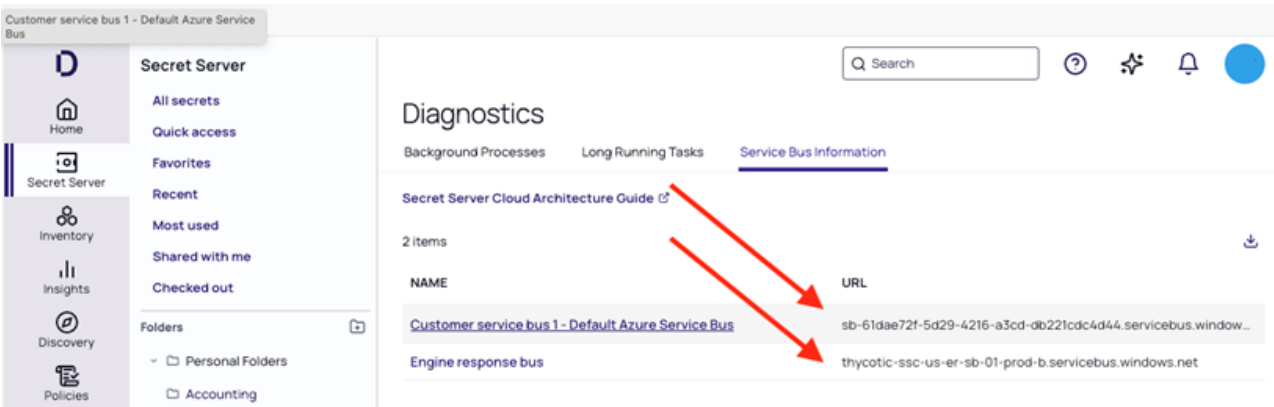 Customer service bus 1 - Default Azure Service
Bus
Search
Home
Secret Server
Inventory
Insights
Discovery
Policies
Secret Server
All secrets
Quick access
Favorites
Recent
Most used
Shared with me
Checked out
Folders
Personal Folders
Accounting
Diagnostics
Background Processes Long Running Tasks Service Bus Information
Secret Server Cloud Architecture Guide
2 items
NAME URL
Customer service bus 1 - Default Azure Service Bus sb-61dae72f-5d29-4216-a3cd-db221cdc4d44.servicebus.window...
Engine response bus thycotic-ssc-us-er-sb-01-prod-b.servicebus.windows.net